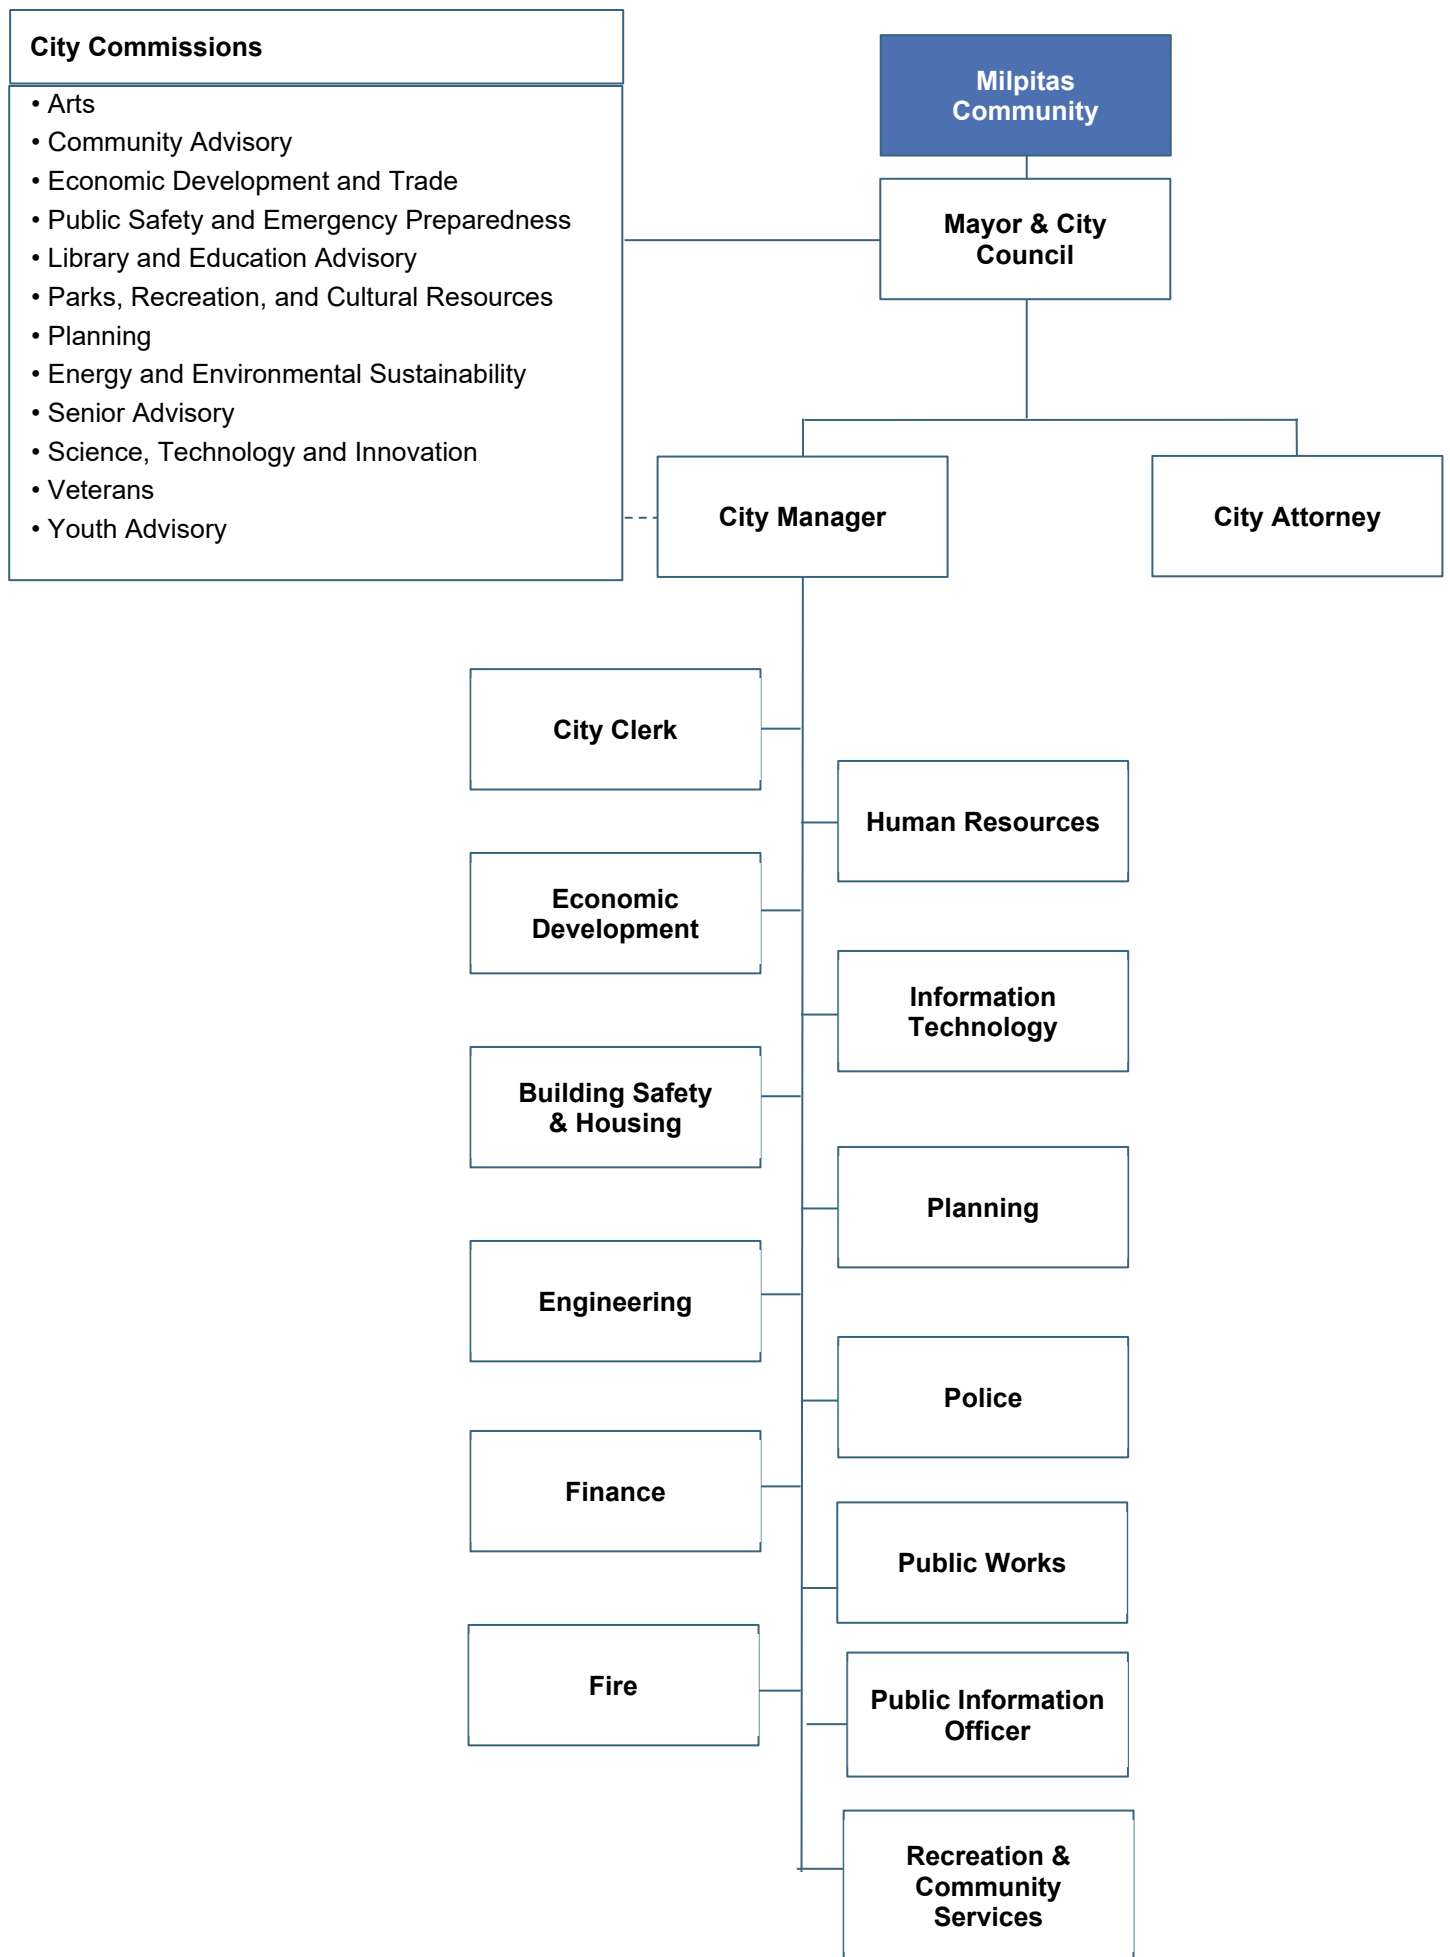 City Commissions
• Arts
• Community Advisory
• Economic Development and Trade
• Public Safety and Emergency Preparedness
• Library and Education Advisory
• Parks, Recreation, and Cultural Resources
• Planning
• Energy and Environmental Sustainability
• Senior Advisory
• Science, Technology and Innovation
• Veterans
• Youth Advisory
Milpitas
Community
Mayor & City
Council
City Manager
City Attorney
City Clerk
Human Resources
Economic
Development
Information
Technology
Building Safety
& Housing
Planning
Engineering
Police
Finance
Public Works
Fire
Public Information
Officer
Recreation &
Community
Services